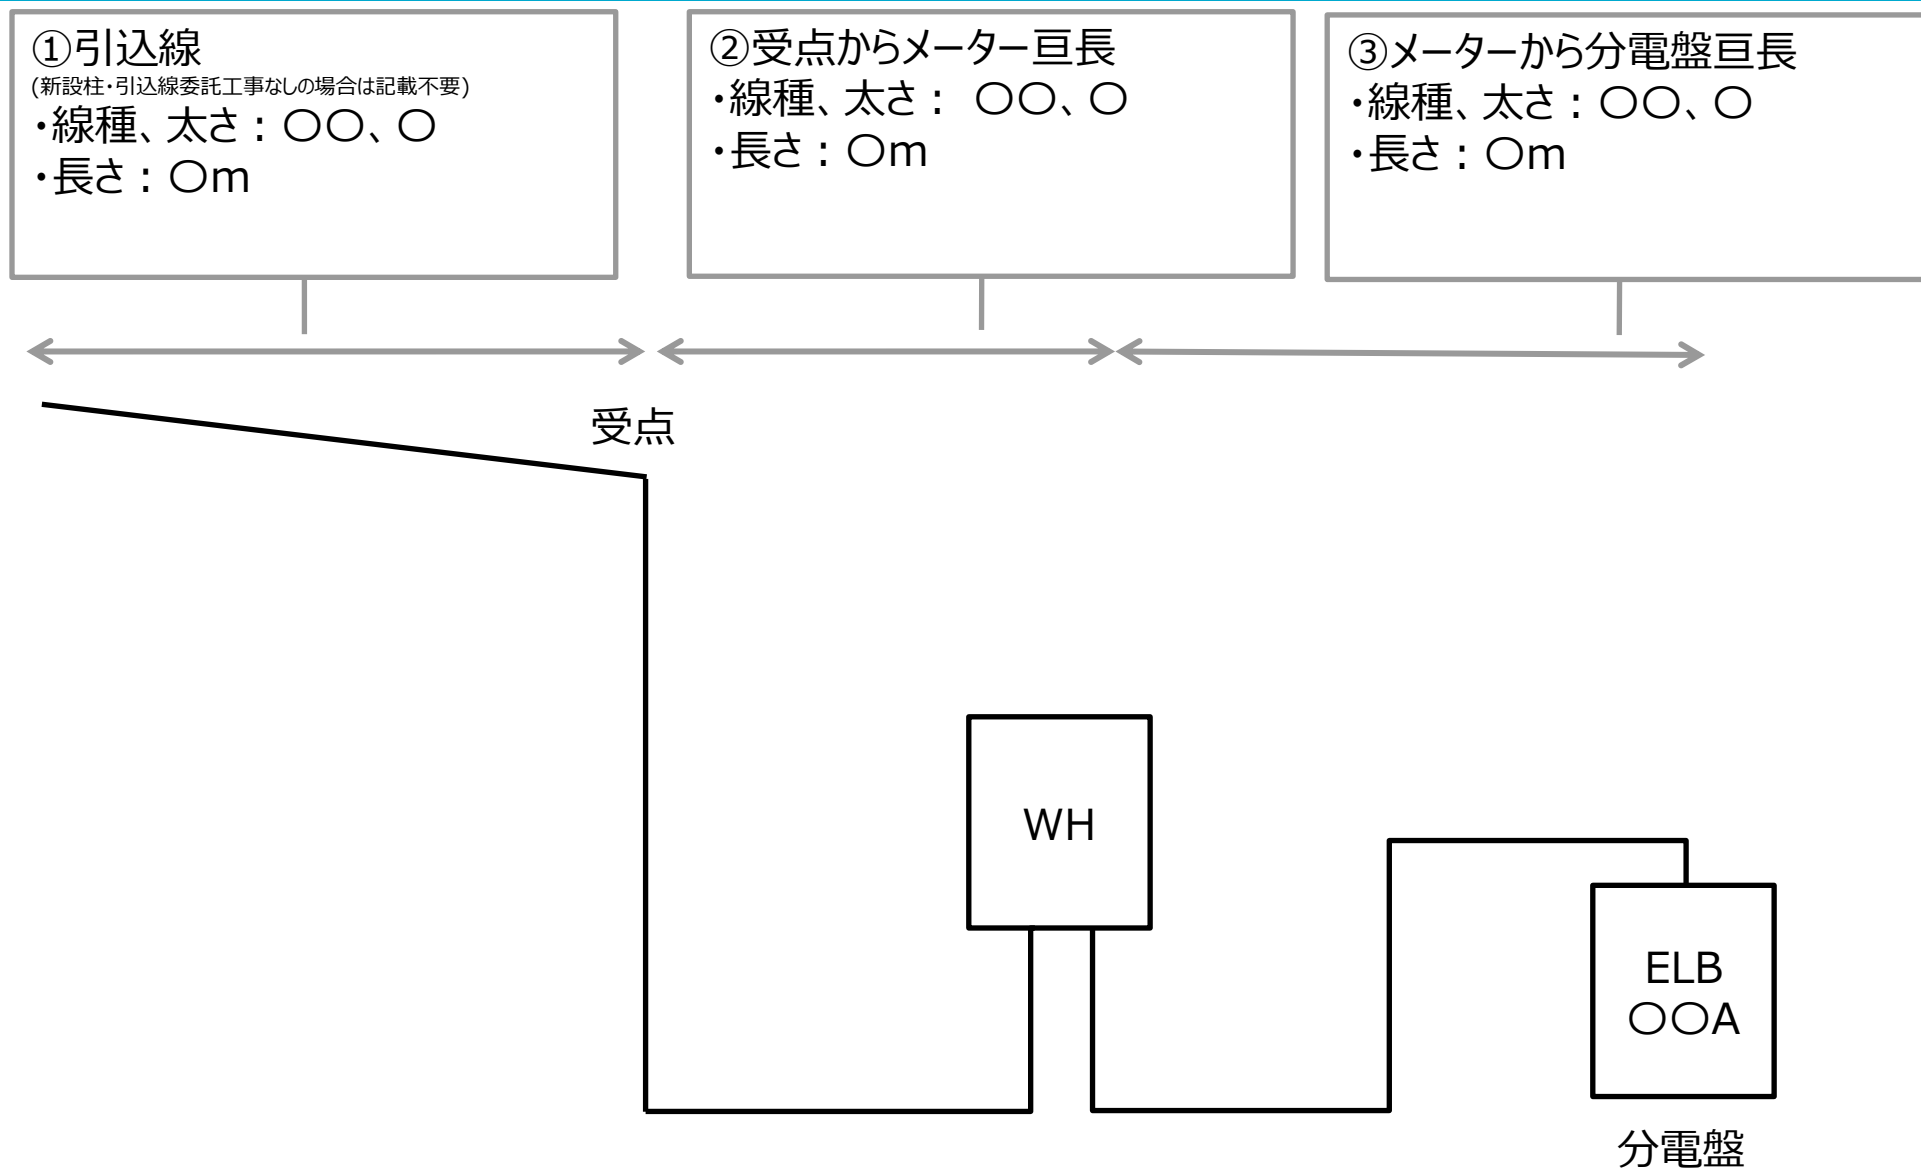 ①引込線
(新設柱・引込線委託工事なしの場合は記載不要)
・線種、太さ：〇〇、〇
・長さ：〇m
②受点からメーター亘長
・線種、太さ： 〇〇、〇
・長さ：〇m
③メーターから分電盤亘長
・線種、太さ：〇〇、〇
・長さ：〇m
受点
WH
ELB
〇〇A
分電盤